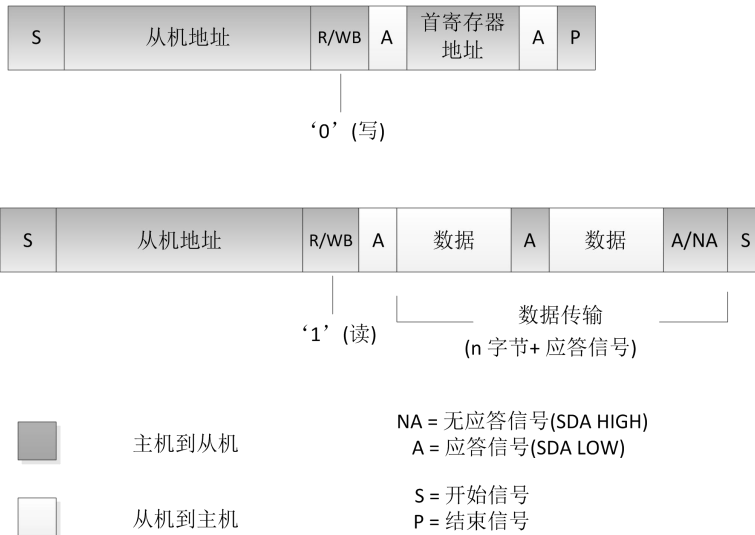 S 从机地址 R/WB A 首寄存器地址 A P
‘0’ (写)
S 从机地址 R/WB A 数据 A 数据 A/NA S
‘1’ (读)
数据传输
(n 字节+ 应答信号)
主机到从机
NA = 无应答信号(SDA HIGH)
A = 应答信号(SDA LOW)
从机到主机
S = 开始信号
P = 结束信号